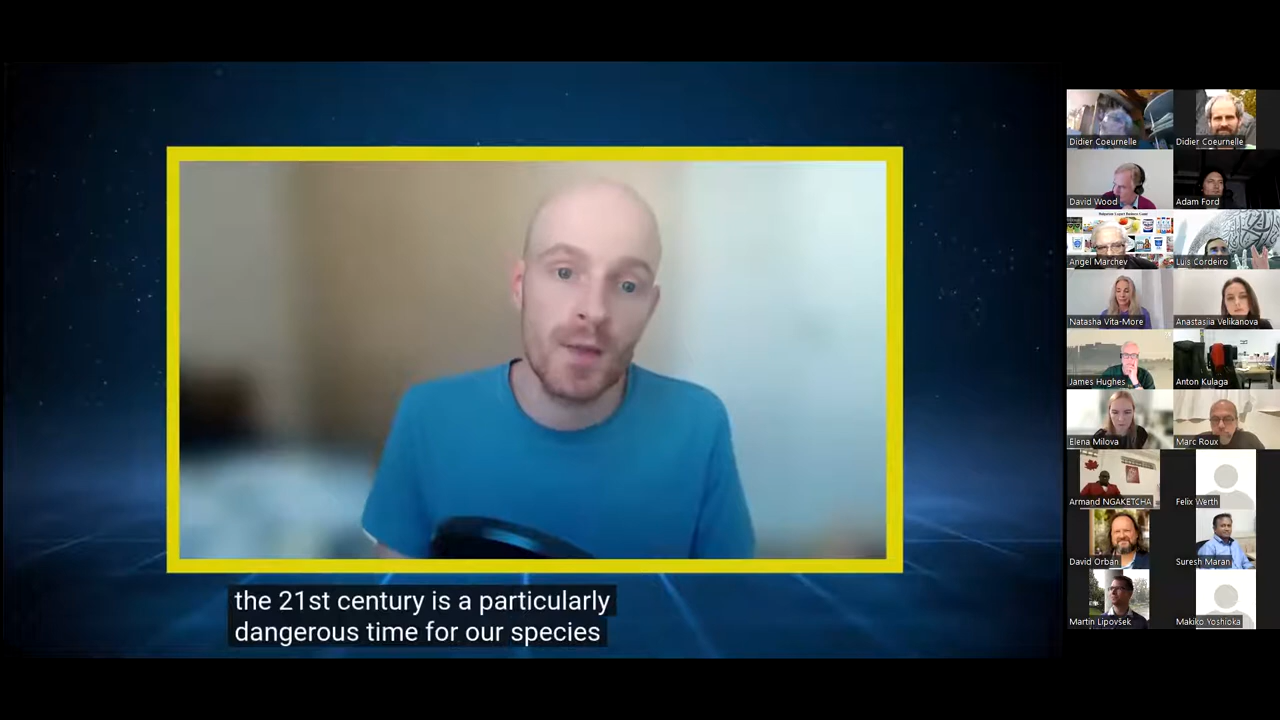 the 21st century is a particularly
dangerous time for our species
Didier Coeurnelle
Didier Coeurnelle
David Wood
Adam Ford
Angel Marchev
Luis Cordeiro
Natasha Vita-More
Anastasiia Velikanova
James Hughes
Anton Kulaga
Elena Milova
Marc Roux
Armand NGAKETCHA
Felix Werth
David Orban
Suresh Maran
Martin Lipovšek
Makiko Yoshioka